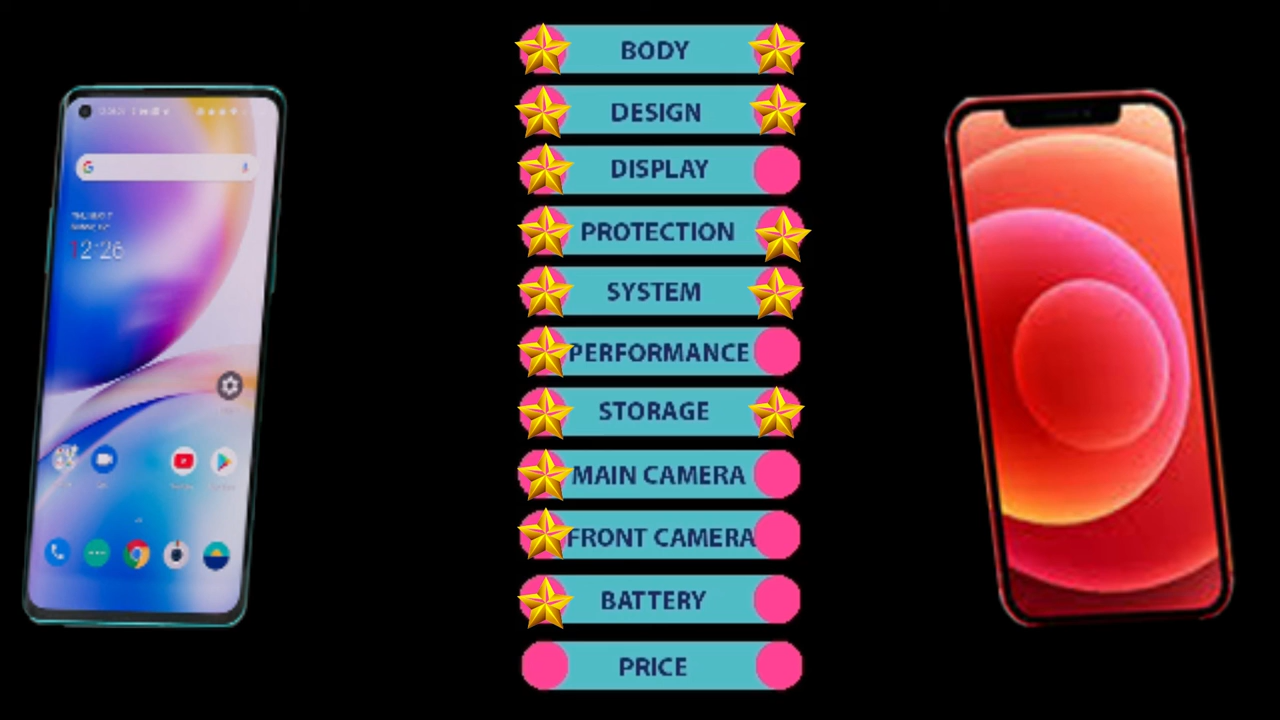 BODY
DESIGN
DISPLAY
PROTECTION
12:26
SYSTEM
PERFORMANCE
STORAGE
MAIN CAMERA
FRONT CAMERA
BATTERY
PRICE